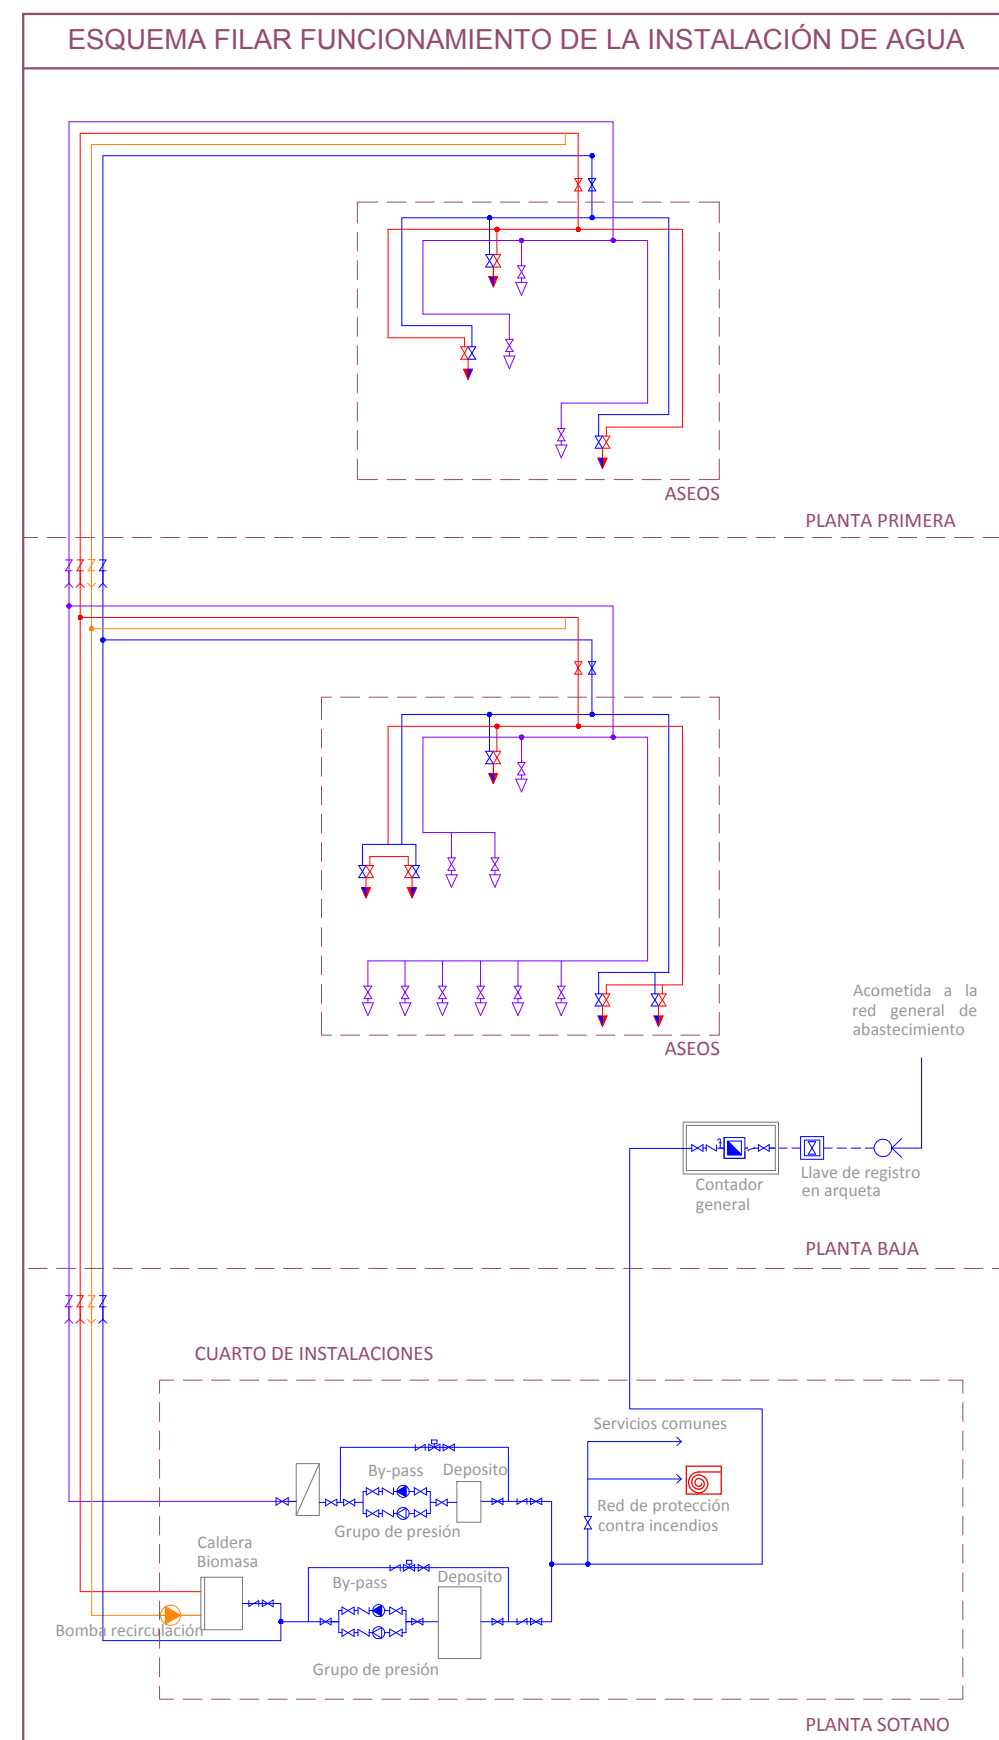 ESQUEMA FILAR FUNCIONAMIENTO DE LA INSTALACIÓN DE AGUA
ASEOS
PLANTA PRIMERA
Acometida a la
red general de
abastecimiento
ASEOS
Contador
general
Llave de registro
en arqueta
PLANTA BAJA
CUARTO DE INSTALACIONES
Servicios comunes
By-pass
Deposito
Red de protección
contra incendios
Grupo de presión
Caldera
Biomasa
By-pass
Deposito
Bomba recirculación
Grupo de presión
PLANTA SOTANO